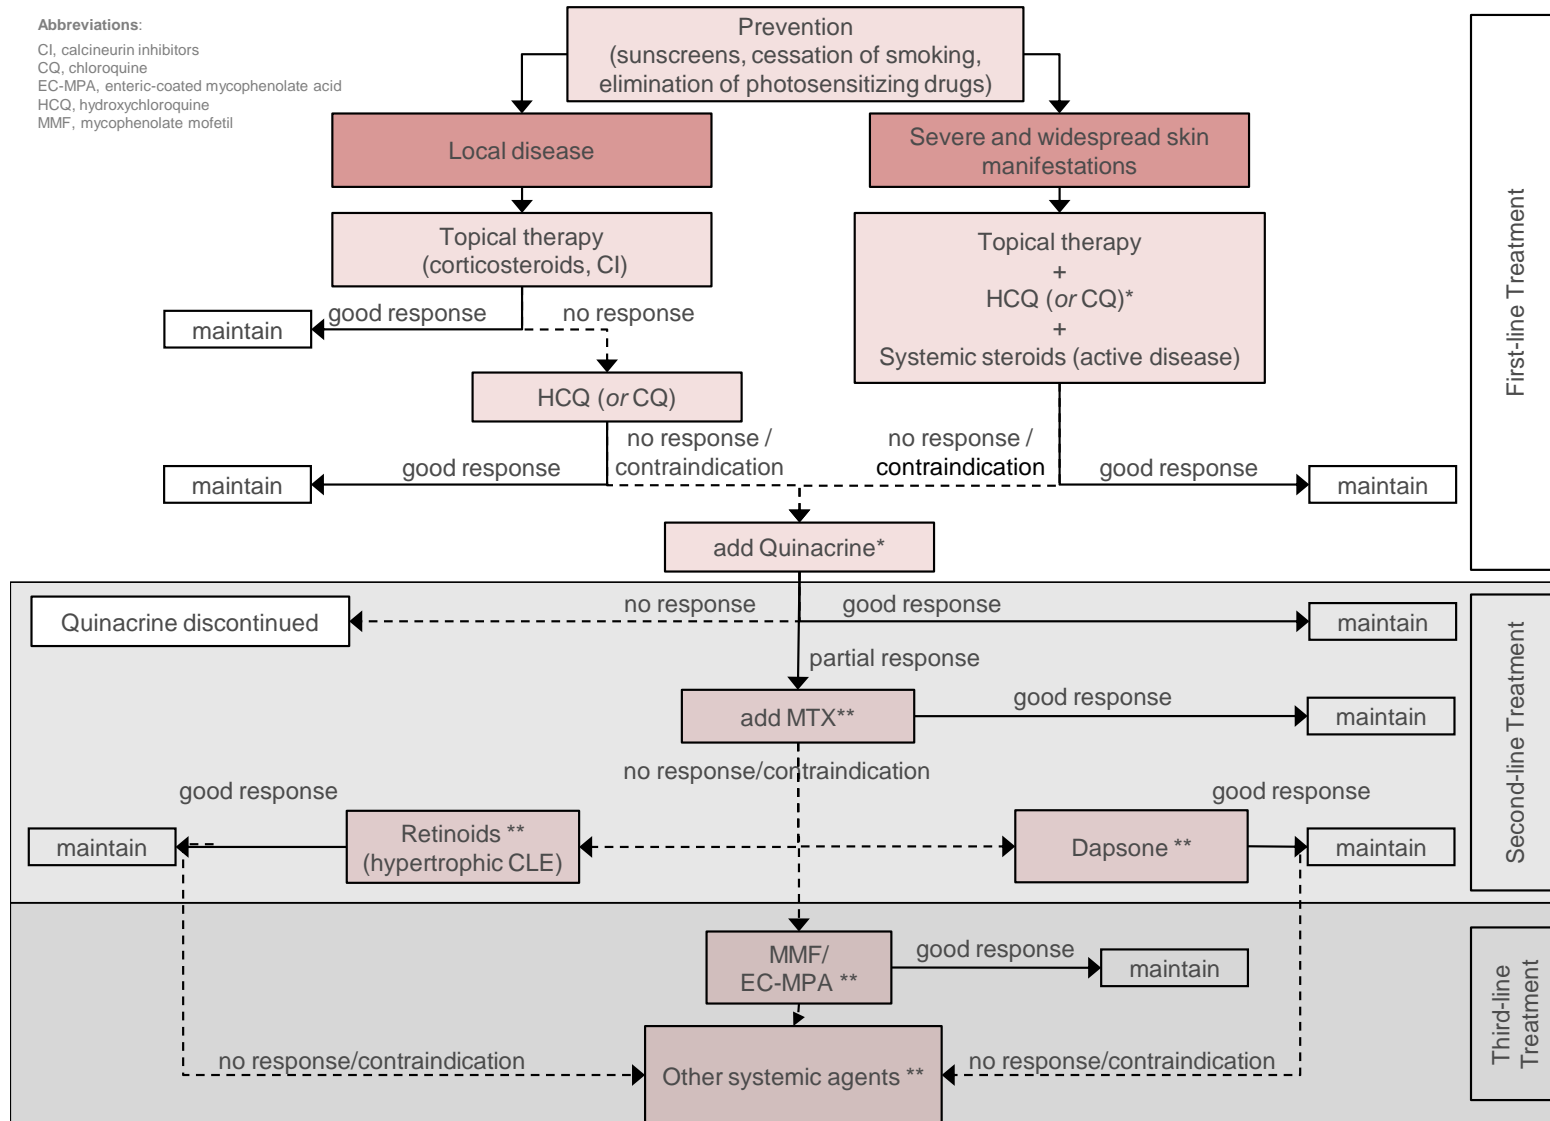 Abbreviations:
CI, calcineurin inhibitors
CQ, chloroquine
EC-MPA, enteric-coated mycophenolate acid
HCQ, hydroxychloroquine
MMF, mycophenolate mofetil
Prevention
(sunscreens, cessation of smoking,
elimination of photosensitizing drugs)
Local disease
Severe and widespread skin
manifestations
Topical therapy
(corticosteroids, CI)
Topical therapy
+
HCQ (or CQ)*
+
Systemic steroids (active disease)
maintain
good response
no response
HCQ (or CQ)
no response /
contraindication
no response /
contraindication
maintain
good response
good response
maintain
add Quinacrine*
First-line Treatment
Quinacrine discontinued
no response
good response
maintain
partial response
add MTX**
good response
maintain
no response/contraindication
good response
good response
maintain
Retinoids **
(hypertrophic CLE)
Dapsone **
maintain
Second-line Treatment
MMF/
EC-MPA **
good response
maintain
no response/contraindication
Other systemic agents **
no response/contraindication
Third-line
Treatment